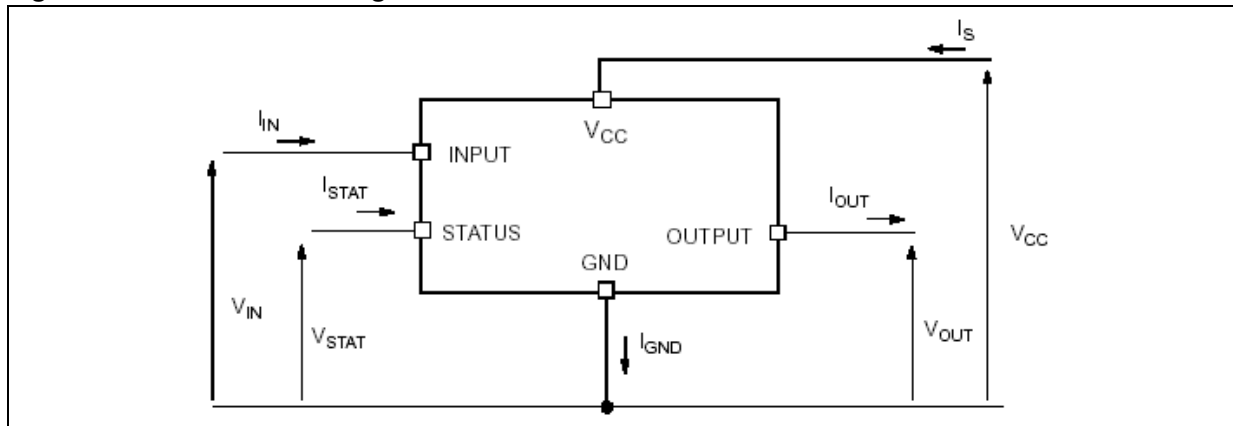 I_S
V_CC
I_IN
INPUT
I_STAT
I_OUT
STATUS
OUTPUT
V_CC
GND
V_IN
V_STAT
I_GND
V_OUT